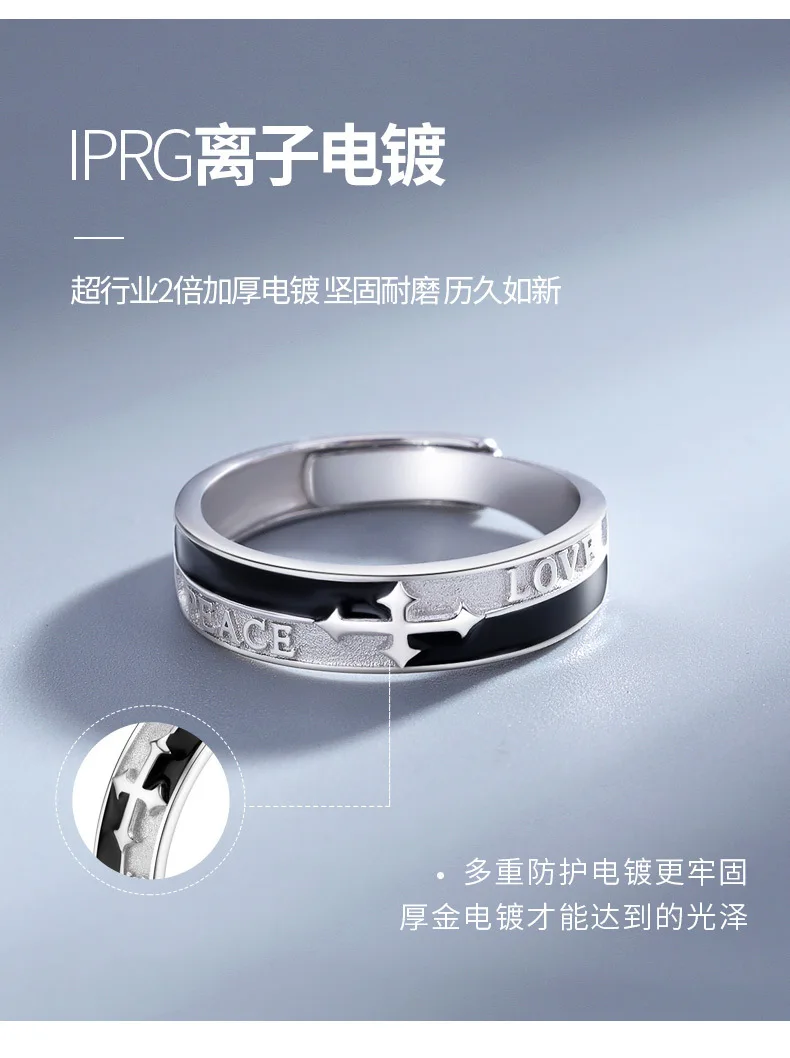 IPRG离子电镀
超行业2倍加厚电镀 坚固耐磨 历久如新
LOVE
PEACE
• 多重防护电镀更牢固
厚金电镀才能达到的光泽